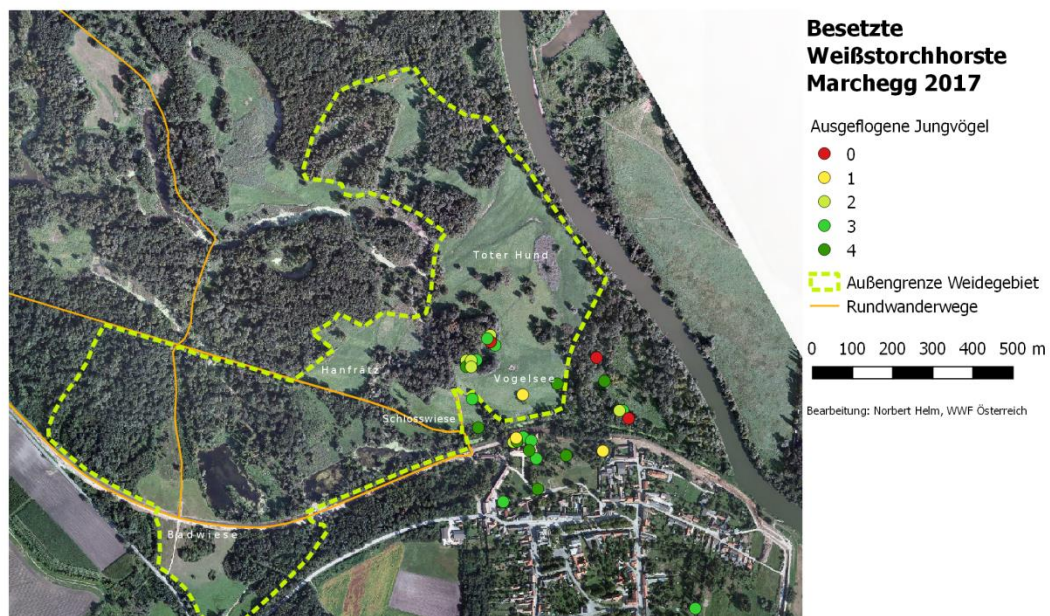 Besetzte
Weißstorchhorste
Marchegg 2017
Ausgeflogene Jungvögel
0
1
2
3
4
Außengrenze Weidegebiet
Rundwanderwege
0 100 200 300 400 500 m
Bearbeitung: Norbert Helm, WWF Österreich
Toter Hund
Hanfratz
Vogelsee
Schlosswiese
Badwiese